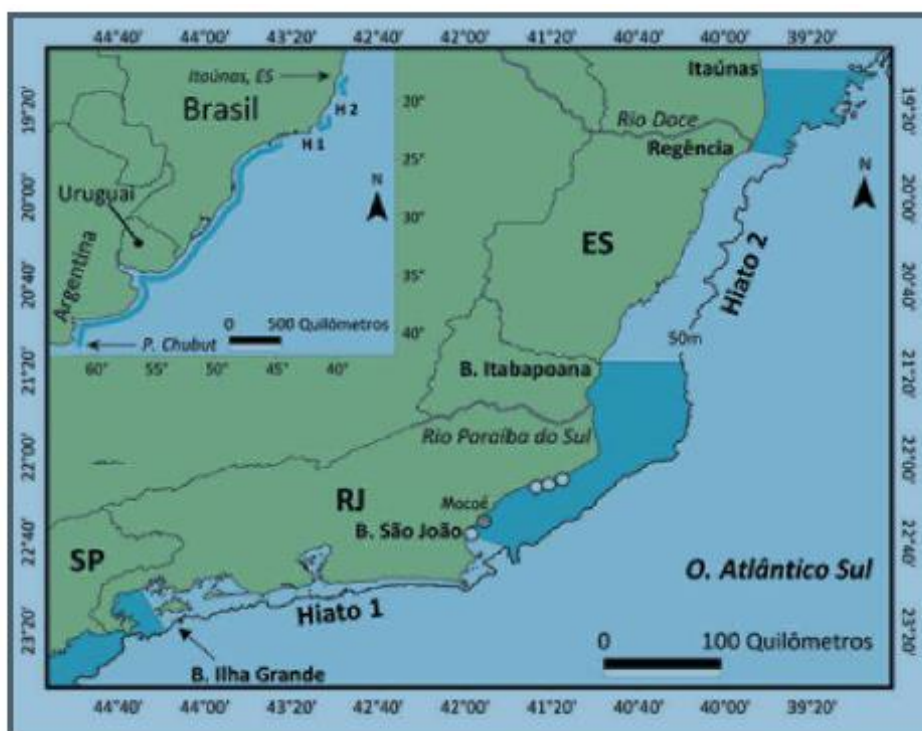 44°40' 44°00' 43°20' 42°40' 42°00' 41°20' 40°40' 40°00' 39°20'
19°20'
20°00'
20°40'
21°20'
22°00'
22°40'
23°20'
Itaúnas, ES
Brasil
H 2
H 1
Uruguai
Argentina
N
0 500 Quilômetros
P. Chubut
20°
25°
30°
35°
40°
60° 55° 50° 45° 40°
Itaúnas
Rio Doce
Regência
N
ES
Hiato 2
50m
B. Itabapoana
Rio Paraíba do Sul
RJ
Macaé
B. São João
SP
O. Atlântico Sul
Hiato 1
0 100 Quilômetros
B. Ilha Grande
19°20'
20°00'
20°40'
21°20'
22°00'
22°40'
23°20'
44°40' 44°00' 43°20' 42°40' 42°00' 41°20' 40°40' 40°00' 39°20'